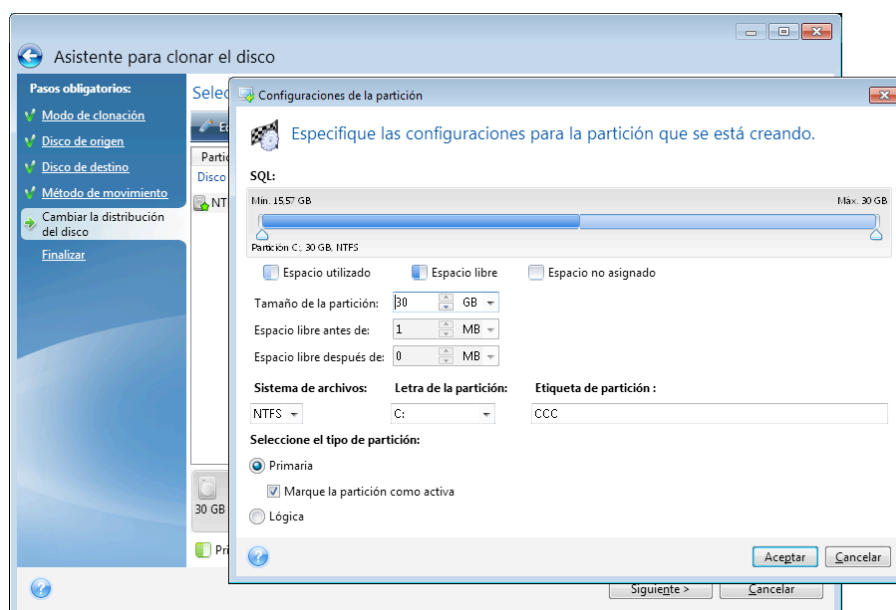 Asistente para clonar el disco
Pasos obligatorios:
Modo de clonación
Disco de origen
Disco de destino
Método de movimiento
Cambiar la distribución
del disco
Finalizar
Selec
Partic
Disco
NT
30 GB
Pri
Configuraciones de la partición
Especifique las configuraciones para la partición que se está creando.
SQL:
Mín. 15,57 GB Máx. 30 GB
Partición C:, 30 GB, NTFS
Espacio utilizado Espacio libre Espacio no asignado
Tamaño de la partición: 30 GB
Espacio libre antes de: 1 MB
Espacio libre después de: 0 MB
Sistema de archivos: Letra de la partición: Etiqueta de partición :
NTFS C: CCC
Seleccione el tipo de partición:
Primaria
Marque la partición como activa
Lógica
Aceptar Cancelar
Siguiente > Cancelar